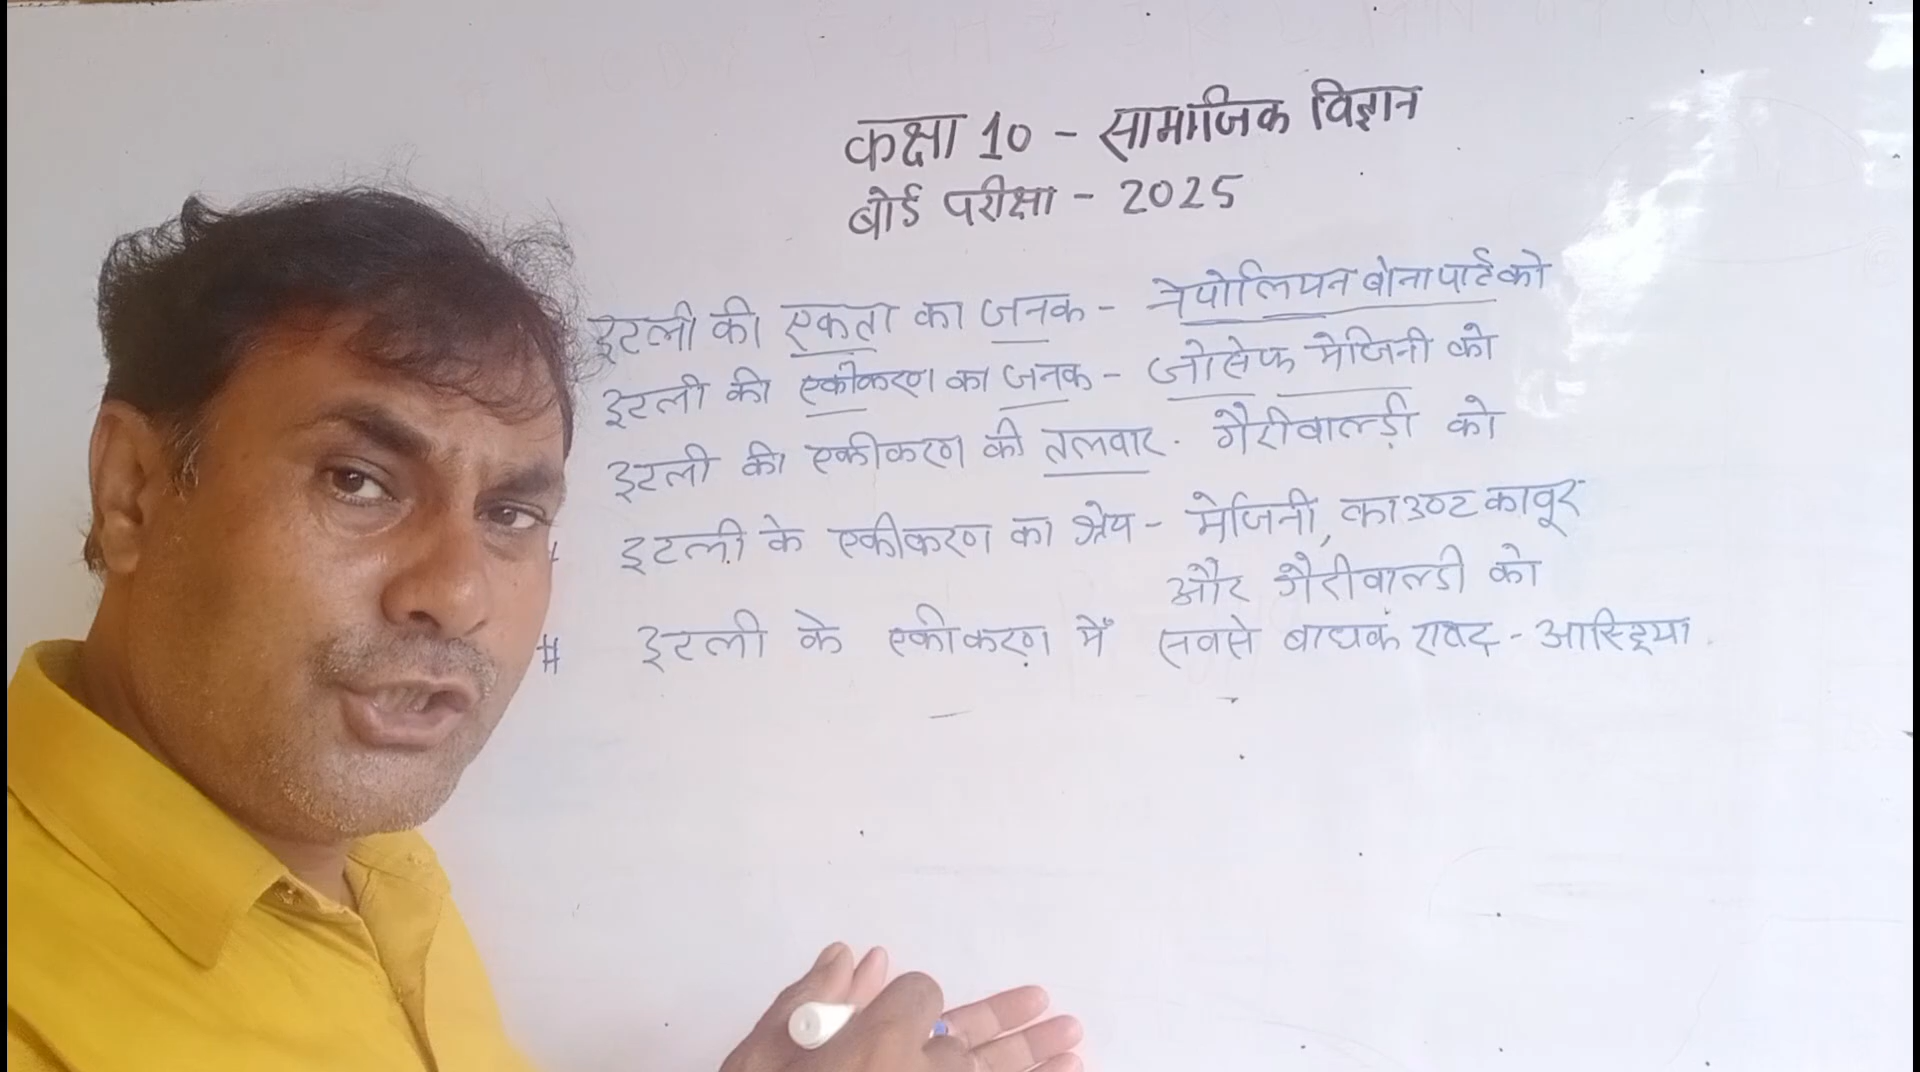 कक्षा 10 - सामाजिक विज्ञान
बोर्ड परीक्षा - 2025
इटली की एकता का जनक - नेपोलियन बोनापार्ट को
इटली की एकीकरण का जनक - जोसेफ मेजिनी को
इटली की एकीकरण की तलवार - गैरीवाल्ड़ी को
इटली के एकीकरण का श्रेय - मेजिनी, काउण्ट कावूर
और गैरीवाल्डी को
# इटली के एकीकरण में सबसे बाधक - आस्ट्रिया